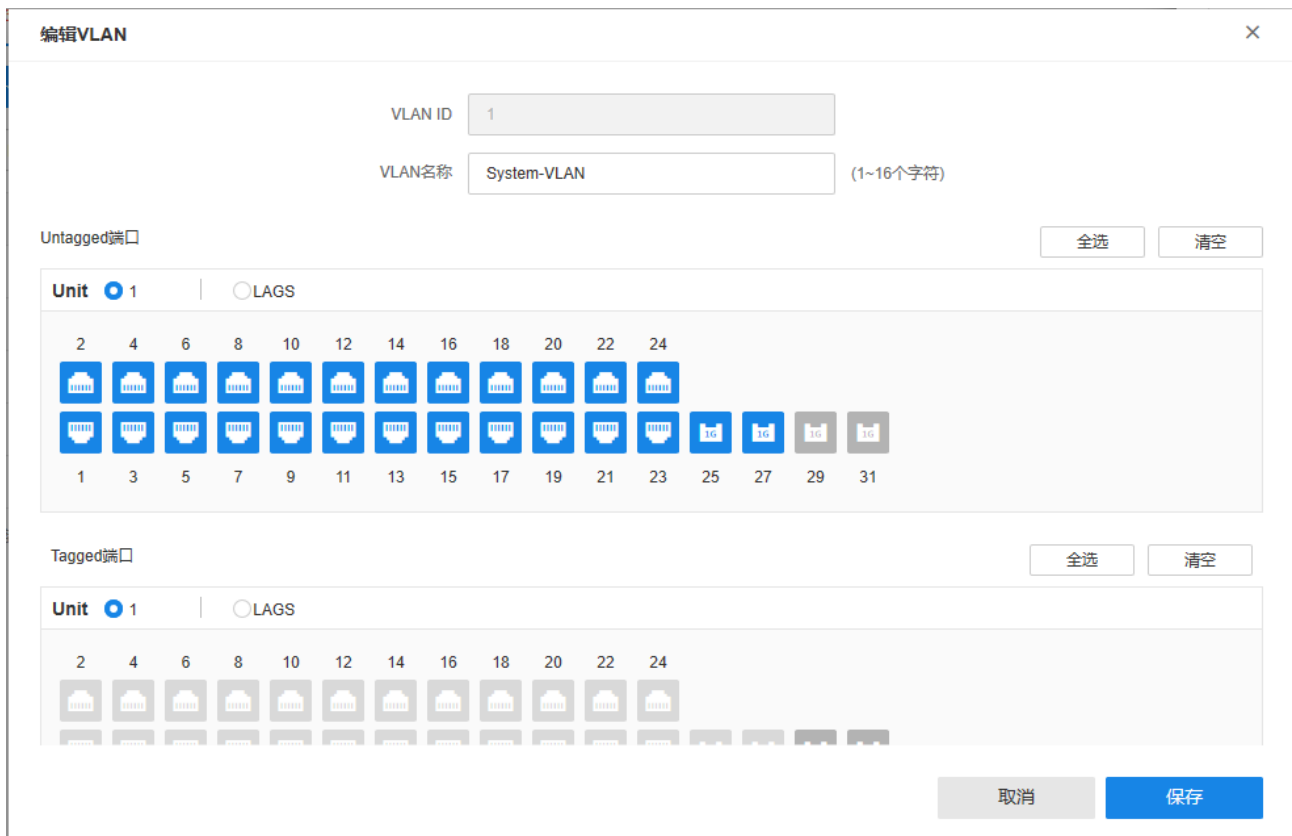 编辑VLAN
VLAN ID 1
VLAN名称 System-VLAN (1~16个字符)
Untagged端口 全选 清空
Unit 1 LAGS
2 4 6 8 10 12 14 16 18 20 22 24
1G 1G 1G 1G
1 3 5 7 9 11 13 15 17 19 21 23 25 27 29 31
Tagged端口 全选 清空
Unit 1 LAGS
2 4 6 8 10 12 14 16 18 20 22 24
取消 保存